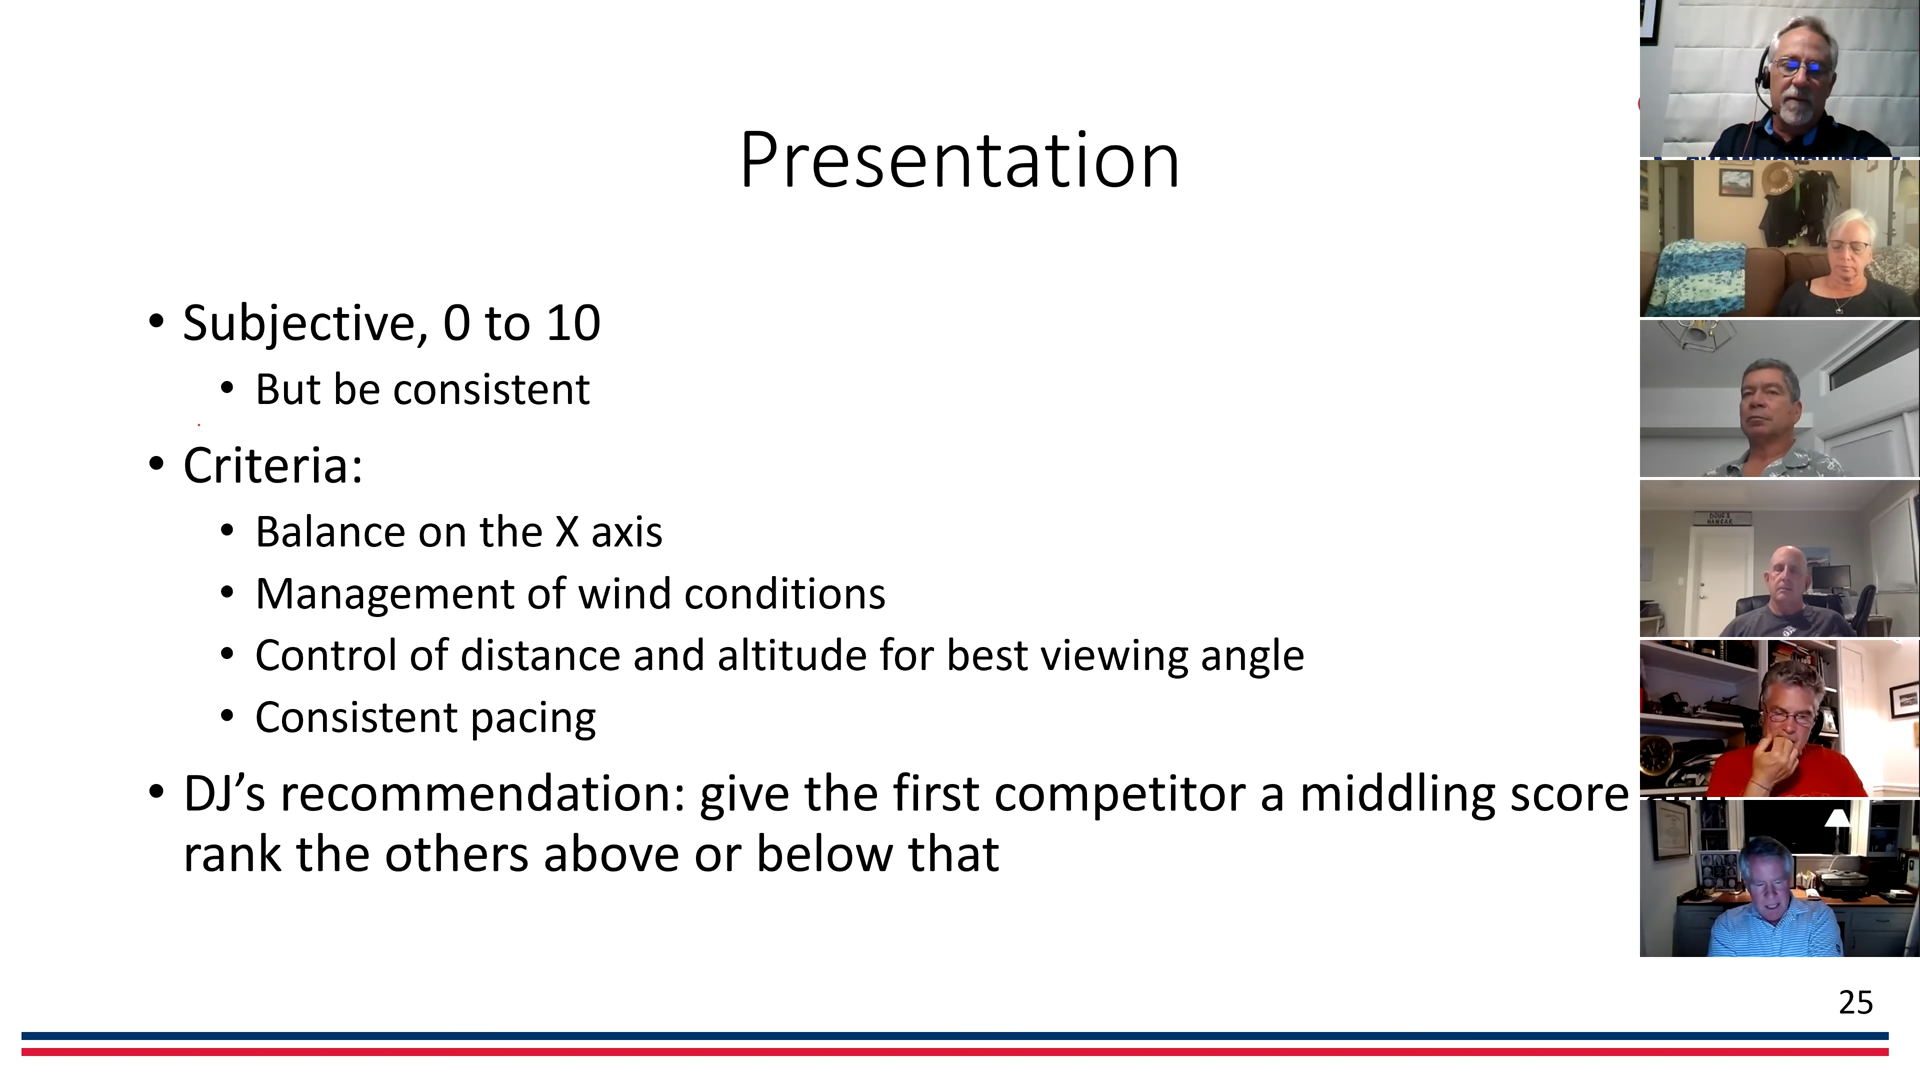 Presentation
• Subjective, 0 to 10
• But be consistent
• Criteria:
• Balance on the X axis
• Management of wind conditions
• Control of distance and altitude for best viewing angle
• Consistent pacing
• DJ’s recommendation: give the first competitor a middling score
rank the others above or below that
DOUG'S
HANGAR
25